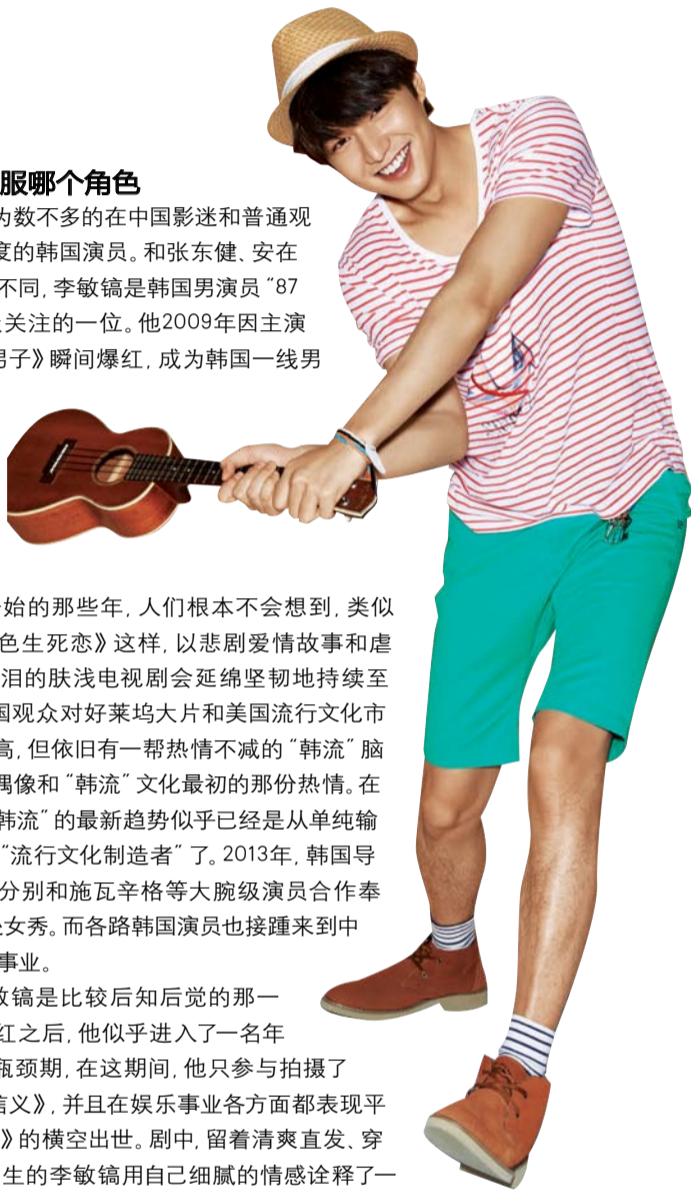 服哪个角色
为数不多的在中国影迷和普通观
度的韩国演员。和张东健、安在
不同，李敏镐是韩国男演员“87
关注的一位。他2009年因主演
男子》瞬间爆红，成为韩国一线男
始的那些年，人们根本不会想到，类似
色生死恋》这样，以悲剧爱情故事和虐
泪的肤浅电视剧会延绵坚韧地持续至
国观众对好莱坞大片和美国流行文化市
高，但依旧有一帮热情不减的“韩流”脑
偶像和“韩流”文化最初的那份热情。在
韩流”的最新趋势似乎已经是从单纯输
“流行文化制造者”了。2013年，韩国导
分别和施瓦辛格等大腕级演员合作奉
处女秀。而各路韩国演员也接踵来到中
事业。
敏镐是比较后知后觉的那一
红之后，他似乎进入了一名年
瓶颈期，在这期间，他只参与拍摄了
信义》，并且在娱乐事业各方面都表现平
》的横空出世。剧中，留着清爽直发、穿
生的李敏镐用自己细腻的情感诠释了一